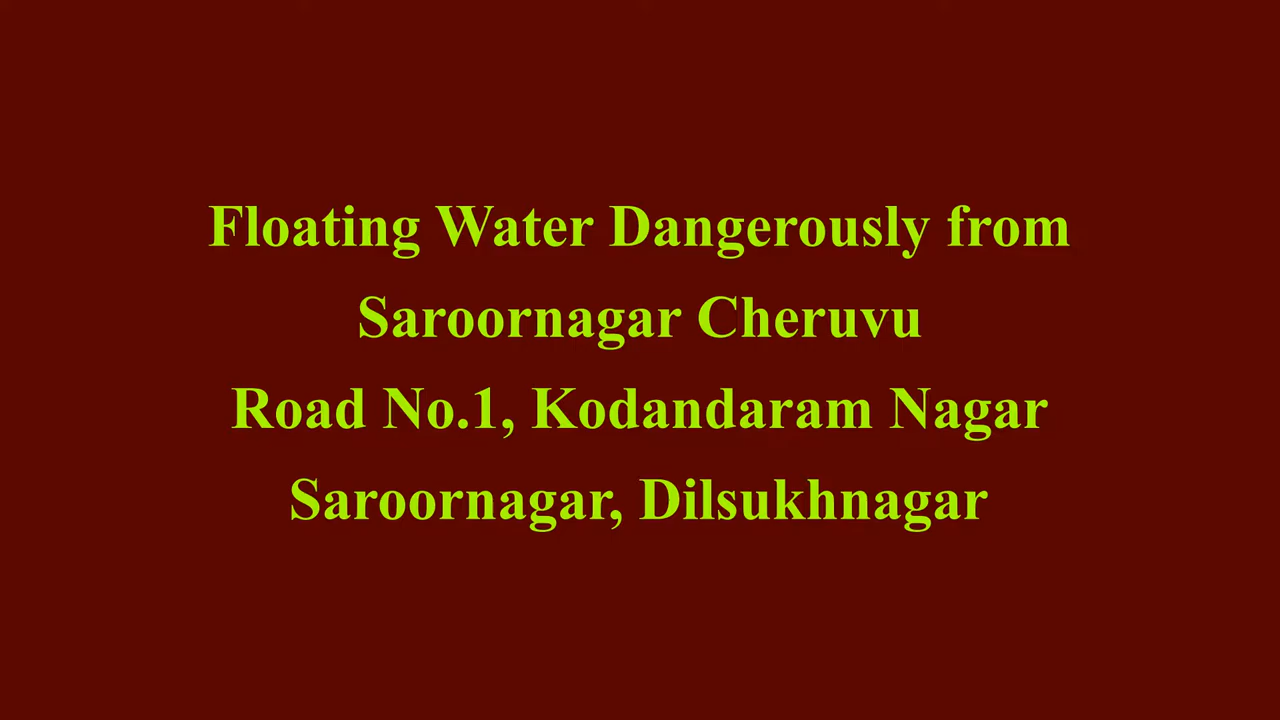 Floating Water Dangerously from
Saroornagar Cheruvu
Road No.1, Kodandaram Nagar
Saroornagar, Dilsukhnagar